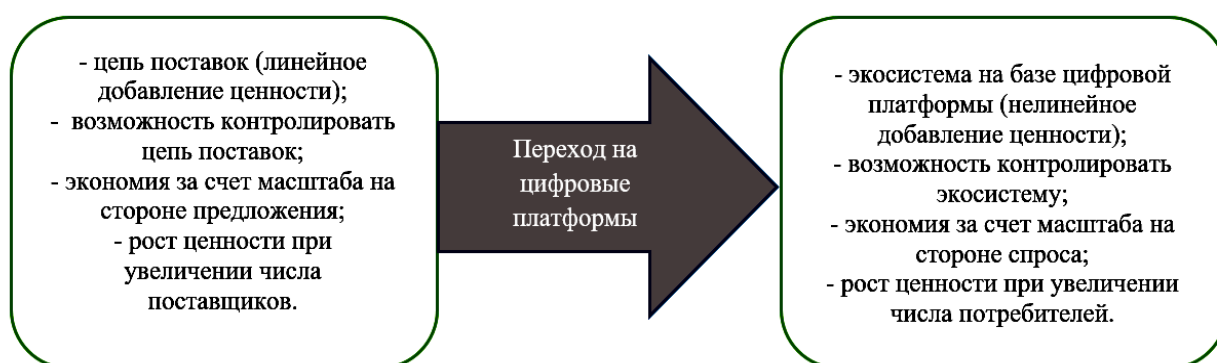 - цепь поставок (линейное
добавление ценности);
- возможность контролировать
цепь поставок;
- экономия за счет масштаба на
стороне предложения;
- рост ценности при
увеличении числа
поставщиков.
Переход на
цифровые
платформы
- экосистема на базе цифровой
платформы (нелинейное
добавление ценности);
- возможность контролировать
экосистему;
- экономия за счет масштаба на
стороне спроса;
- рост ценности при увеличении
числа потребителей.